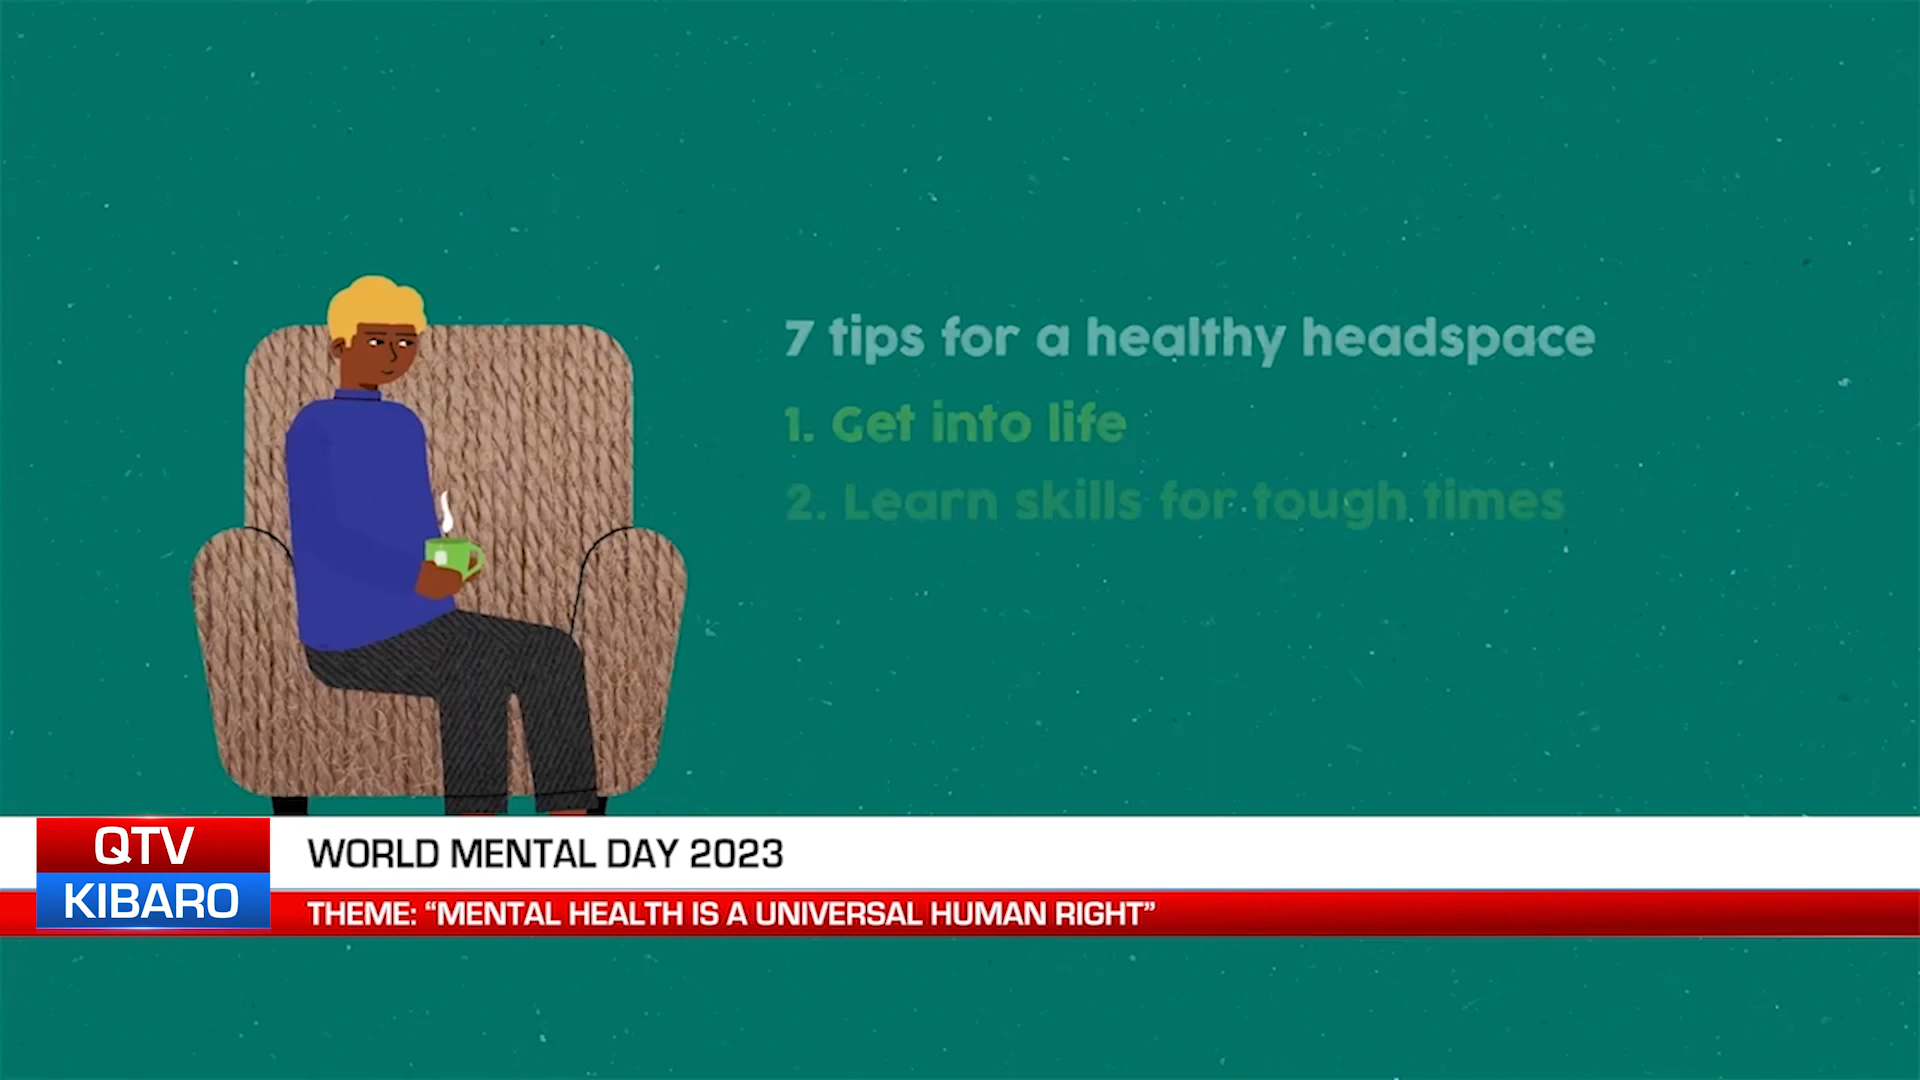 7 tips for a healthy headspace
1. Get into life
2. Learn skills for tough times
QTV
KIBARO
WORLD MENTAL DAY 2023
THEME: “MENTAL HEALTH IS A UNIVERSAL HUMAN RIGHT”